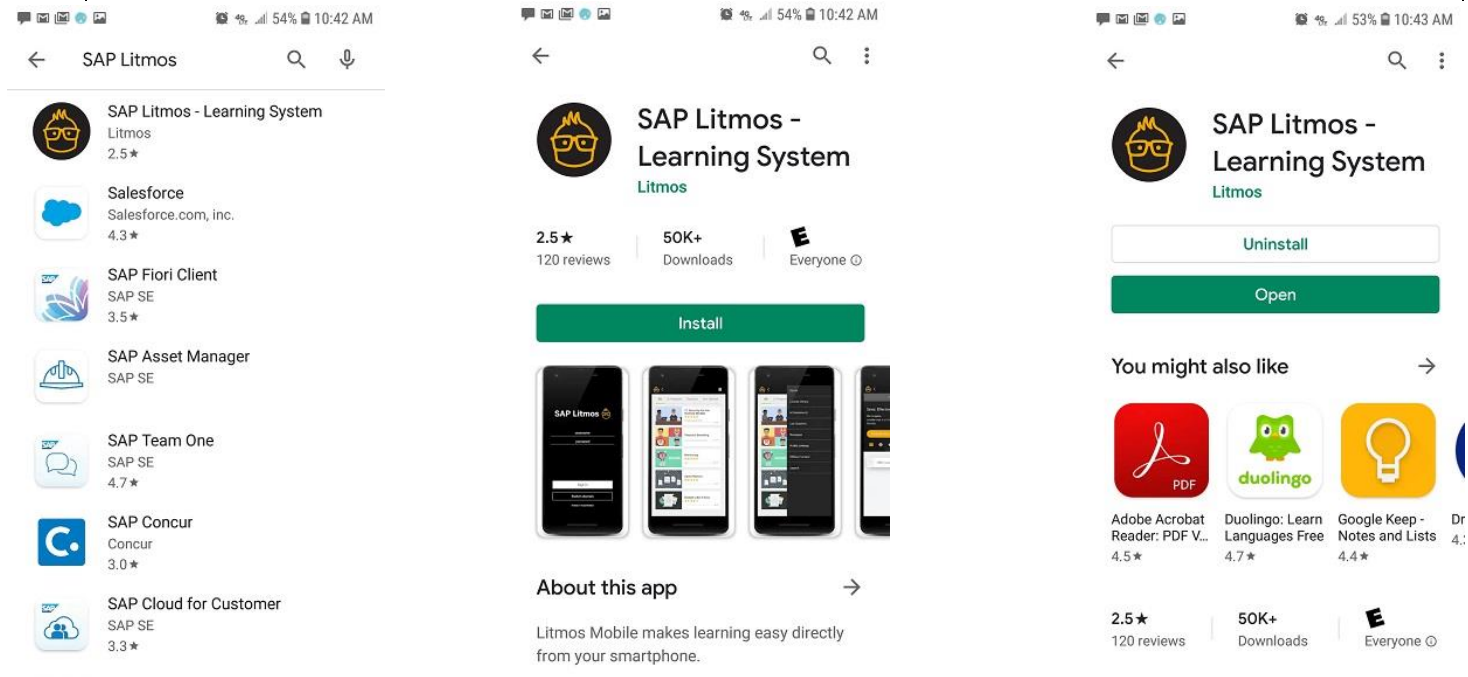 54% 10:42 AM
SAP Litmos
SAP Litmos - Learning System
Litmos
2.5★
Salesforce
Salesforce.com, inc.
4.3★
SAP
SAP Fiori Client
SAP SE
3.5★
SAP Asset Manager
SAP SE
SAP
SAP Team One
SAP SE
4.7★
C.
SAP Concur
Concur
3.0★
SAP
SAP Cloud for Customer
SAP SE
3.3★
54% 10:42 AM
SAP Litmos -
Learning System
Litmos
2.5★ 50K+ E
120 reviews Downloads Everyone
Install
SAP Litmos
About this app
Litmos Mobile makes learning easy directly
from your smartphone.
53% 10:43 AM
SAP Litmos -
Learning System
Litmos
Uninstall
Open
You might also like
PDF duolingo
Adobe Acrobat Duolingo: Learn Google Keep - Dr
Reader: PDF V... Languages Free Notes and Lists
4.5★ 4.7★ 4.4★
2.5★ 50K+ E
120 reviews Downloads Everyone